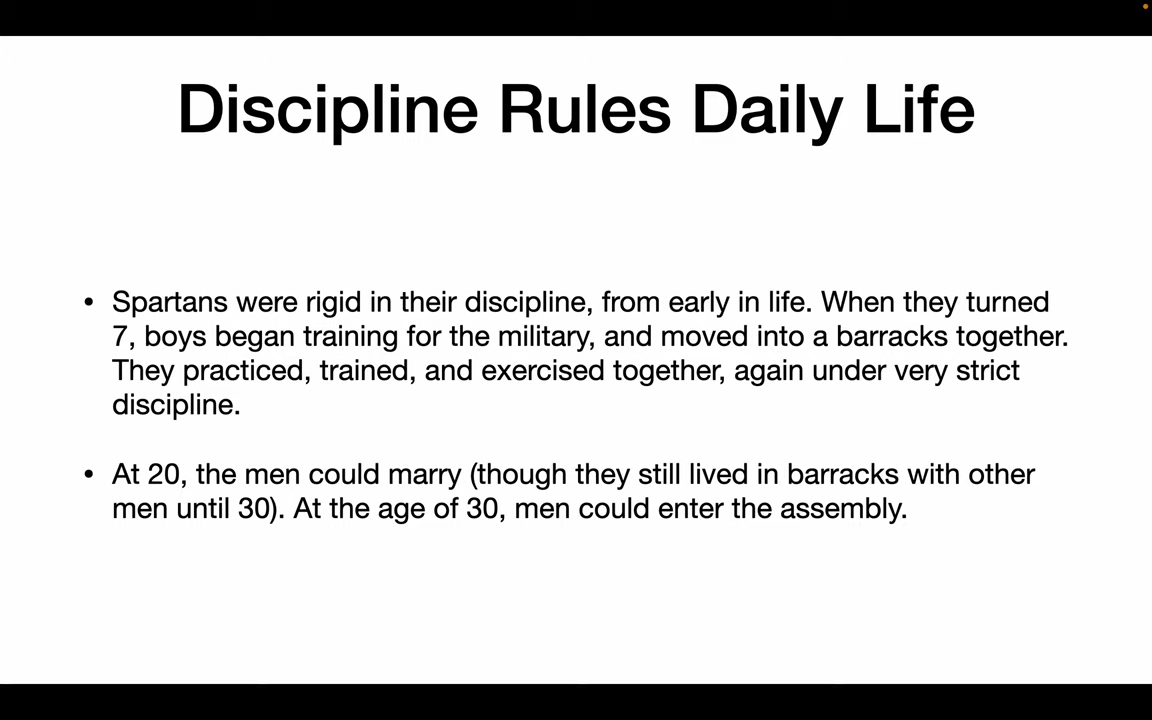 Discipline Rules Daily Life
• Spartans were rigid in their discipline, from early in life. When they turned
7, boys began training for the military, and moved into a barracks together.
They practiced, trained, and exercised together, again under very strict
discipline.
• At 20, the men could marry (though they still lived in barracks with other
men until 30). At the age of 30, men could enter the assembly.